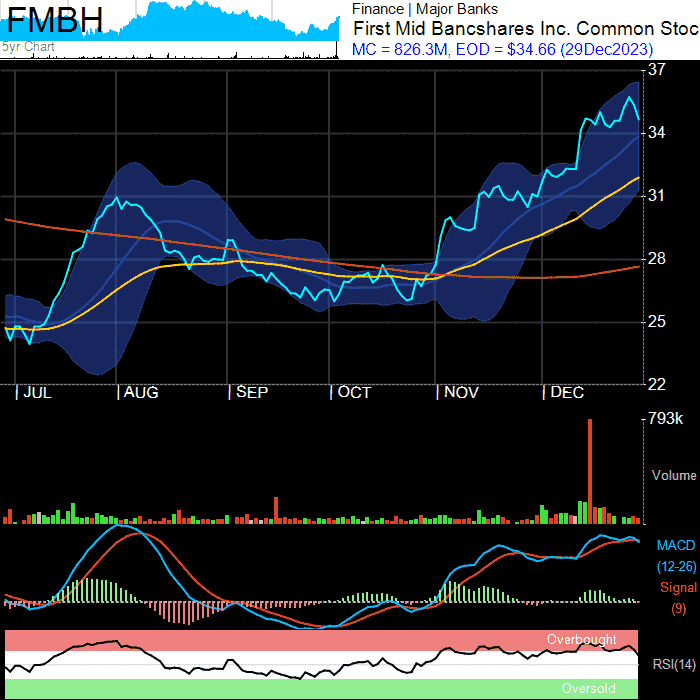 FMBH
5yr Chart
Finance | Major Banks
First Mid Bancshares Inc. Common Stoc
MC = 826.3M, EOD = $34.66 (29Dec2023)
37
34
31
28
25
22
JUL AUG SEP OCT NOV DEC
793k
Volume
MACD
(12-26)
Signal
(9)
Overbought
RSI(14)
Oversold